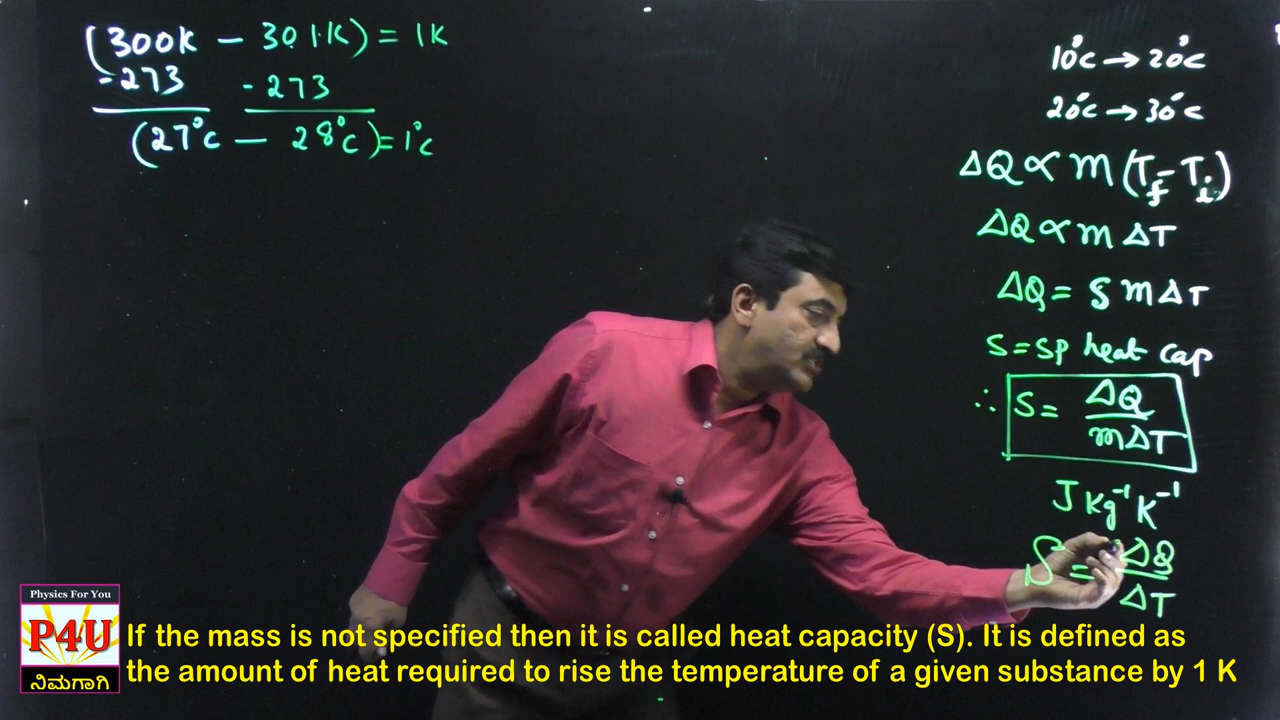 (300K − 301K) = 1K
-273 -273
(27°C − 28°C) = 1°C
10°C → 20°C
20°C → 30°C
ΔQ ∝ m (Tf − Ti)
ΔQ ∝ m ΔT
ΔQ = S m ΔT
S = Sp heat cap
∴ S = ΔQ / mΔT
J Kg⁻¹ K⁻¹
S = ΔQ / ΔT
Physics For You
P4U
ನಿಮಗಾಗಿ
If the mass is not specified then it is called heat capacity (S). It is defined as
the amount of heat required to rise the temperature of a given substance by 1 K